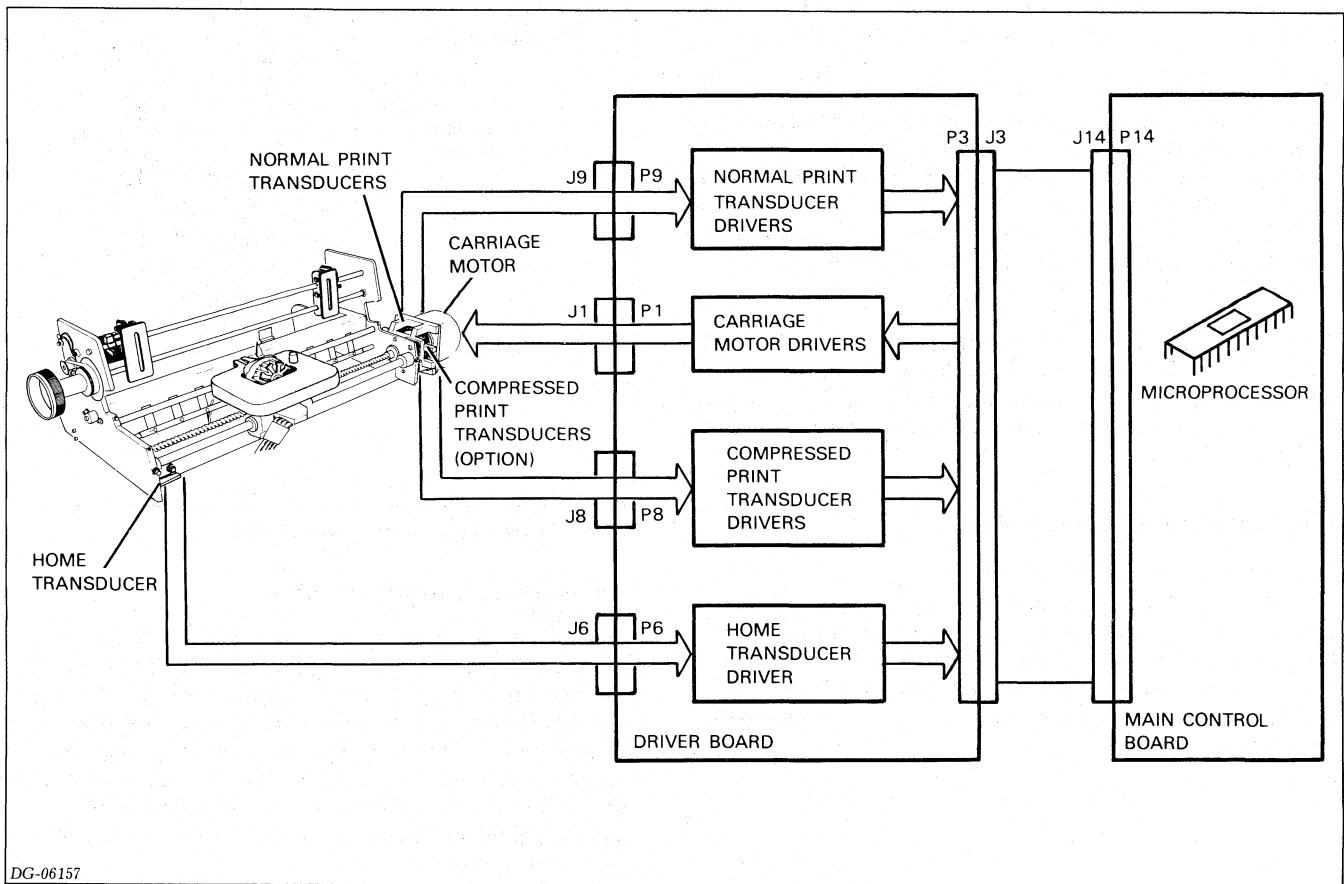 NORMAL PRINT
TRANSDUCERS
CARRIAGE
MOTOR
COMPRESSED
PRINT
TRANSDUCERS
(OPTION)
HOME
TRANSDUCER
J9 P9
NORMAL PRINT
TRANSDUCER
DRIVERS
J1 P1
CARRIAGE
MOTOR DRIVERS
J8 P8
COMPRESSED
PRINT
TRANSDUCER
DRIVERS
J6 P6
HOME
TRANSDUCER
DRIVER
DRIVER BOARD
P3 J3
J14 P14
MICROPROCESSOR
MAIN CONTROL
BOARD
DG-06157